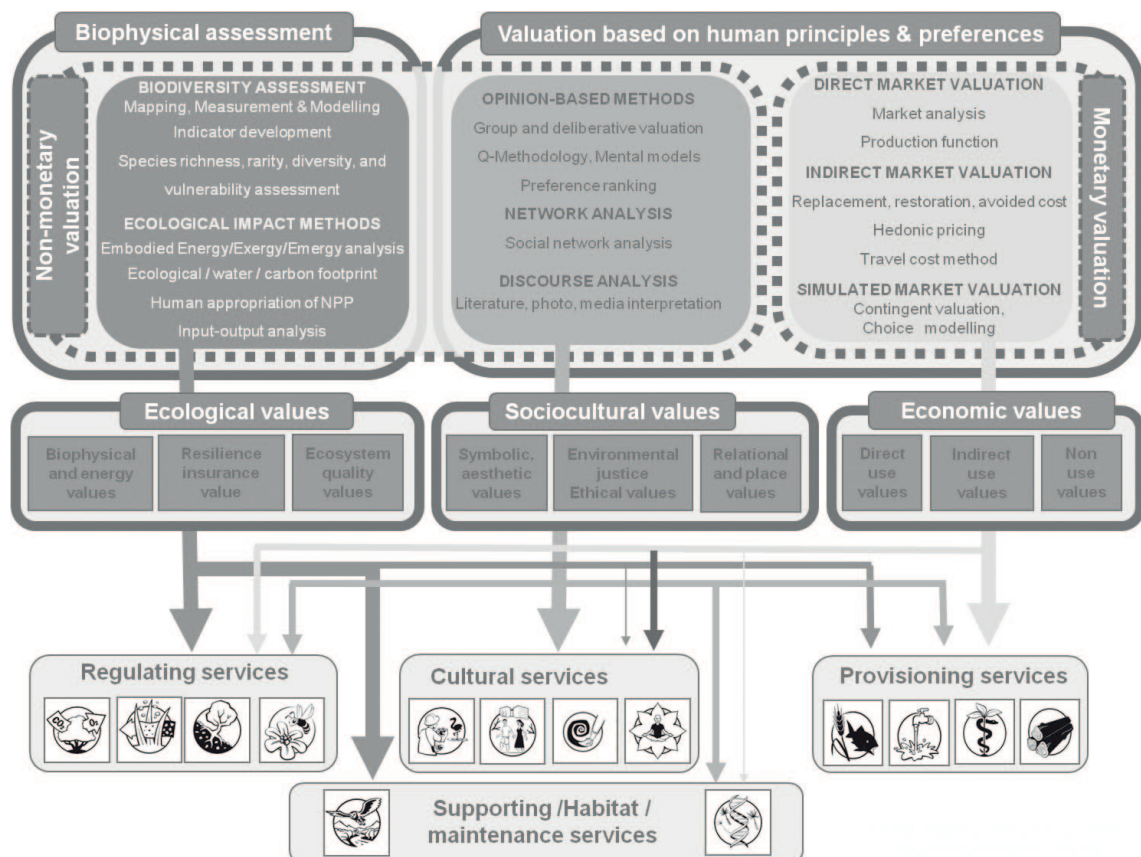 Biophysical assessment
Valuation based on human principles & preferences
Non-monetary
valuation
BIODIVERSITY ASSESSMENT
Mapping, Measurement & Modelling
Indicator development
Species richness, rarity, diversity, and
vulnerability assessment
ECOLOGICAL IMPACT METHODS
Embodied Energy/Exergy/Emergy analysis
Ecological / water / carbon footprint
Human appropriation of NPP
Input-output analysis
OPINION-BASED METHODS
Group and deliberative valuation
Q-Methodology, Mental models
Preference ranking
NETWORK ANALYSIS
Social network analysis
DISCOURSE ANALYSIS
Literature, photo, media interpretation
DIRECT MARKET VALUATION
Market analysis
Production function
INDIRECT MARKET VALUATION
Replacement, restoration, avoided cost
Hedonic pricing
Travel cost method
SIMULATED MARKET VALUATION
Contingent valuation,
Choice modelling
Monetary valuation
Ecological values
Biophysical
and energy
values
Resilience
insurance
value
Ecosystem
quality
values
Sociocultural values
Symbolic,
aesthetic
values
Environmental
justice
Ethical values
Relational
and place
values
Economic values
Direct
use
values
Indirect
use
values
Non
use
values
Regulating services
CO₂
O₂
Cultural services
Provisioning services
Supporting /Habitat /
maintenance services